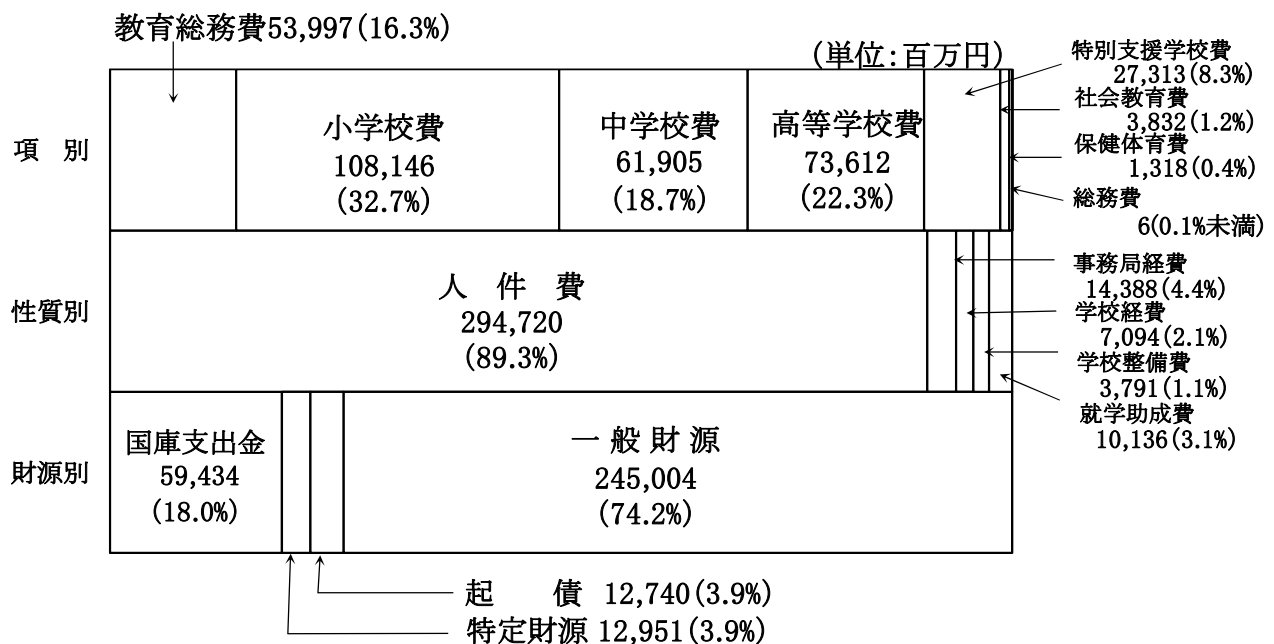 教育総務費53,997(16.3%)
(単位:百万円)
項 別
小学校費
108,146
(32.7%)
中学校費
61,905
(18.7%)
高等学校費
73,612
(22.3%)
特別支援学校費
27,313(8.3%)
社会教育費
3,832(1.2%)
保健体育費
1,318(0.4%)
総務費
6(0.1%未満)
性質別
人 件 費
294,720
(89.3%)
事務局経費
14,388(4.4%)
学校経費
7,094(2.1%)
学校整備費
3,791(1.1%)
就学助成費
10,136(3.1%)
財源別
国庫支出金
59,434
(18.0%)
一 般 財 源
245,004
(74.2%)
起 債 12,740(3.9%)
特定財源 12,951(3.9%)